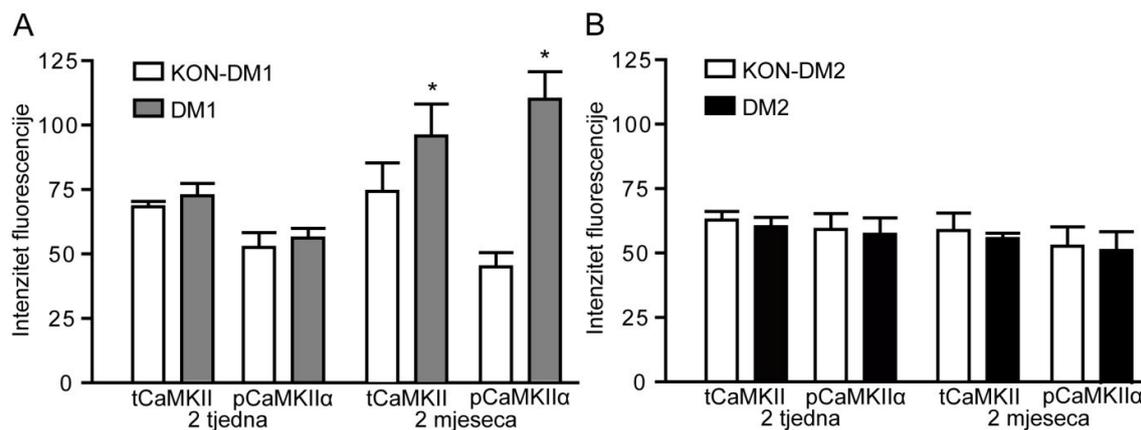 A
Intenzitet fluorescencije
125
100
75
50
25
0
KON-DM1
DM1
*
*
tCaMKII pCaMKIIα tCaMKII pCaMKIIα
2 tjedna 2 mjeseca
B
Intenzitet fluorescencije
125
100
75
50
25
0
KON-DM2
DM2
tCaMKII pCaMKIIα tCaMKII pCaMKIIα
2 tjedna 2 mjeseca